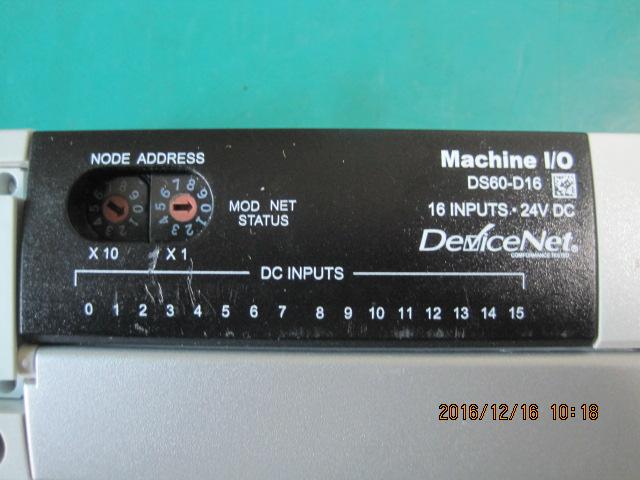 NODE ADDRESS
Machine I/O
DS60-D16
MOD NET
STATUS
16 INPUTS • 24V DC
DeviceNet®
CONFORMANCE TESTED
X 10 X 1
DC INPUTS
0 1 2 3 4 5 6 7 8 9 10 11 12 13 14 15
2016/12/16 10:18